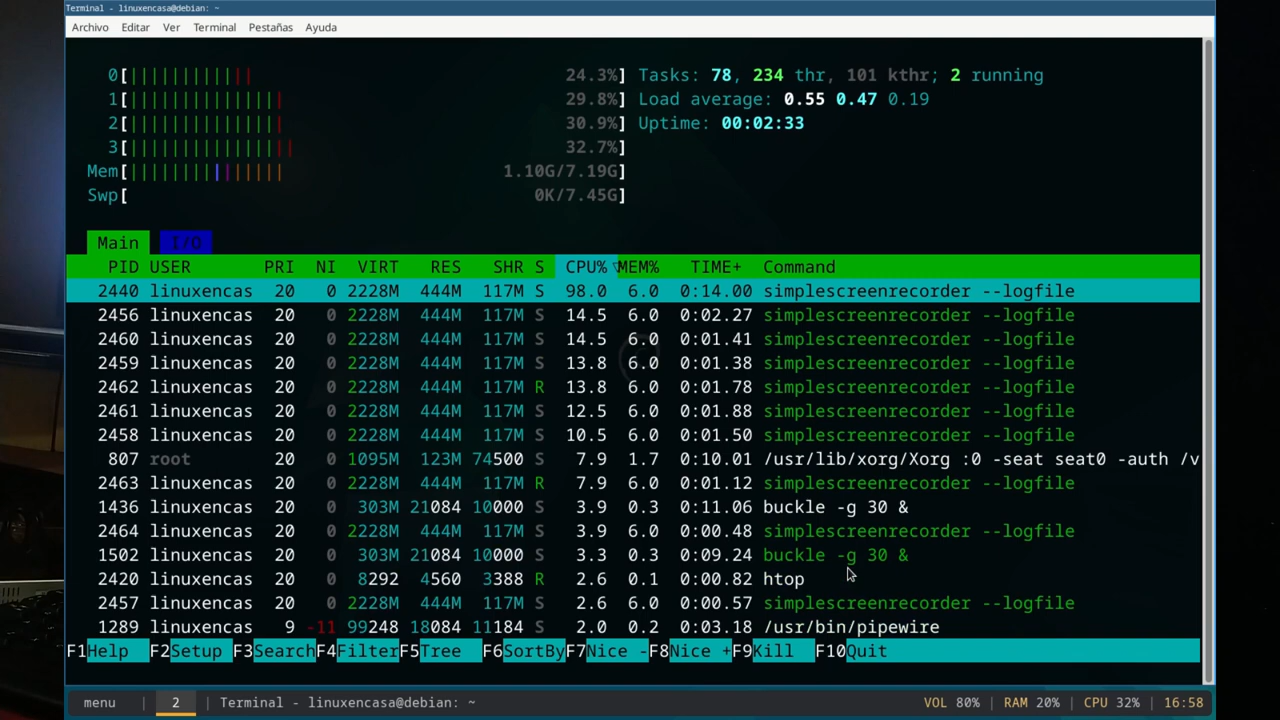 Terminal - linuxencasa@debian: ~
Archivo Editar Ver Terminal Pestañas Ayuda
0[|||||||||||| 24.3%] Tasks: 78, 234 thr, 101 kthr; 2 running
1[||||||||||||||| 29.8%] Load average: 0.55 0.47 0.19
2[||||||||||||||| 30.9%] Uptime: 00:02:33
3[|||||||||||||||| 32.7%]
Mem[||||||||||||||| 1.10G/7.19G]
Swp[ 0K/7.45G]
Main I/O
PID USER PRI NI VIRT RES SHR S CPU%▽MEM% TIME+ Command
2440 linuxencas 20 0 2228M 444M 117M S 98.0 6.0 0:14.00 simplescreenrecorder --logfile
2456 linuxencas 20 0 2228M 444M 117M S 14.5 6.0 0:02.27 simplescreenrecorder --logfile
2460 linuxencas 20 0 2228M 444M 117M S 14.5 6.0 0:01.41 simplescreenrecorder --logfile
2459 linuxencas 20 0 2228M 444M 117M S 13.8 6.0 0:01.38 simplescreenrecorder --logfile
2462 linuxencas 20 0 2228M 444M 117M R 13.8 6.0 0:01.78 simplescreenrecorder --logfile
2461 linuxencas 20 0 2228M 444M 117M S 12.5 6.0 0:01.88 simplescreenrecorder --logfile
2458 linuxencas 20 0 2228M 444M 117M S 10.5 6.0 0:01.50 simplescreenrecorder --logfile
807 root 20 0 1095M 123M 74500 S 7.9 1.7 0:10.01 /usr/lib/xorg/Xorg :0 -seat seat0 -auth /v
2463 linuxencas 20 0 2228M 444M 117M R 7.9 6.0 0:01.12 simplescreenrecorder --logfile
1436 linuxencas 20 0 303M 21084 10000 S 3.9 0.3 0:11.06 buckle -g 30 &
2464 linuxencas 20 0 2228M 444M 117M S 3.9 6.0 0:00.48 simplescreenrecorder --logfile
1502 linuxencas 20 0 303M 21084 10000 S 3.3 0.3 0:09.24 buckle -g 30 &
2420 linuxencas 20 0 8292 4560 3388 R 2.6 0.1 0:00.82 htop
2457 linuxencas 20 0 2228M 444M 117M S 2.6 6.0 0:00.57 simplescreenrecorder --logfile
1289 linuxencas 9 -11 99248 18084 11184 S 2.0 0.2 0:03.18 /usr/bin/pipewire
F1Help F2Setup F3SearchF4FilterF5Tree F6SortByF7Nice -F8Nice +F9Kill F10Quit
menu | 2 | Terminal - linuxencasa@debian: ~ VOL 80% | RAM 20% | CPU 32% | 16:58